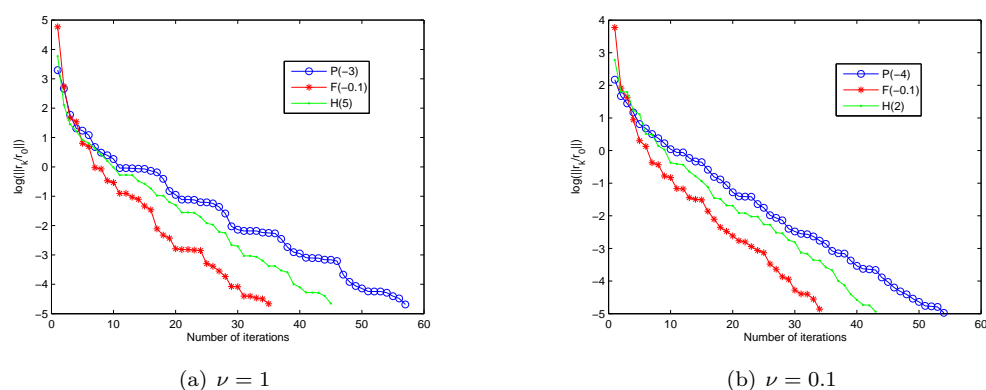 5
4
3
2
1
0
-1
-2
-3
-4
-5
0
10
20
30
40
50
60
log(||r_k/r_0||)
Number of iterations
P(−3)
F(−0.1)
H(5)
(a) ν = 1
4
3
2
1
0
-1
-2
-3
-4
-5
0
10
20
30
40
50
60
log(||r_k/r_0||)
Number of iterations
P(−4)
F(−0.1)
H(2)
(b) ν = 0.1